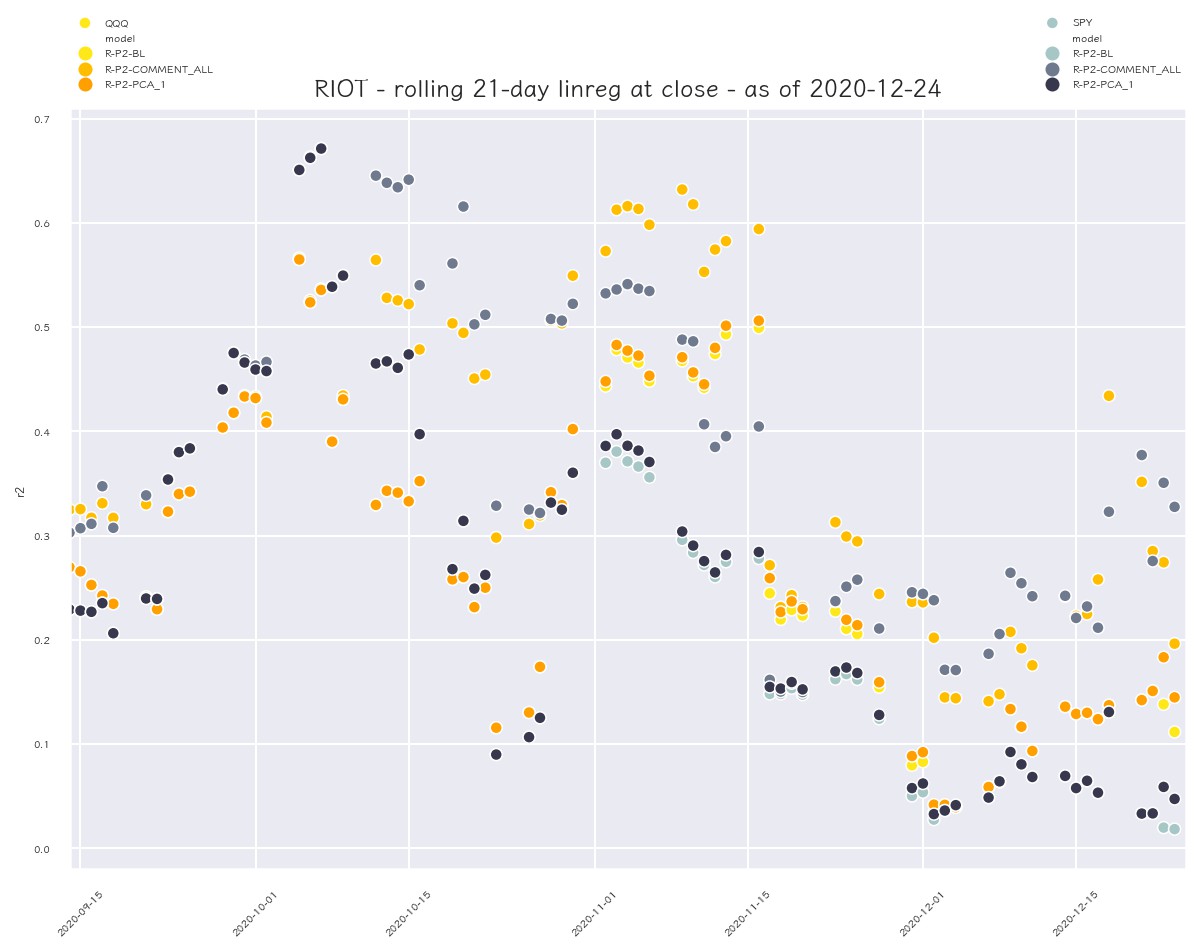 QQQ
model
R-P2-BL
R-P2-COMMENT_ALL
R-P2-PCA_1
SPY
model
R-P2-BL
R-P2-COMMENT_ALL
R-P2-PCA_1
RIOT - rolling 21-day linreg at close - as of 2020-12-24
0.7
0.6
0.5
0.4
0.3
0.2
0.1
0.0
r2
2020-09-15
2020-10-01
2020-10-15
2020-11-01
2020-11-15
2020-12-01
2020-12-15